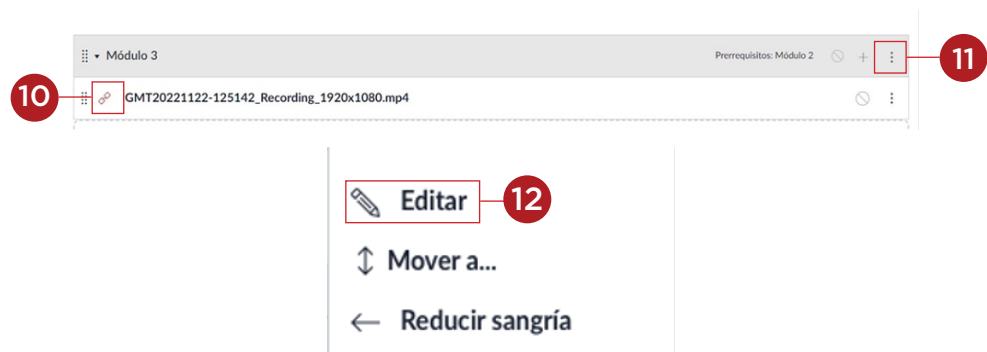 Módulo 3
Prerrequisitos: Módulo 2
11
10
GMT20221122-125142_Recording_1920x1080.mp4
Editar
12
Mover a...
Reducir sangría